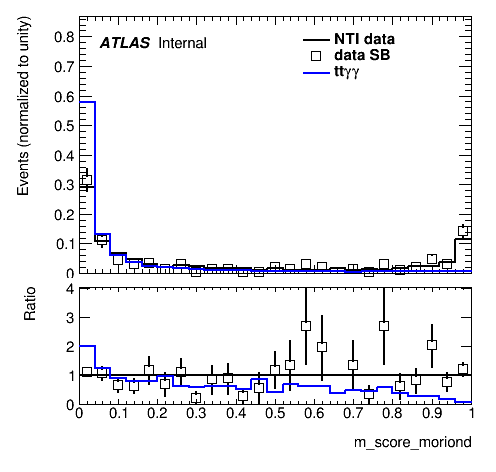 Events (normalized to unity)
0.8
0.7
0.6
0.5
0.4
0.3
0.2
0.1
0
ATLAS Internal
NTI data
data SB
ttγγ
Ratio
4
3
2
1
0
0 0.1 0.2 0.3 0.4 0.5 0.6 0.7 0.8 0.9 1
m_score_moriond